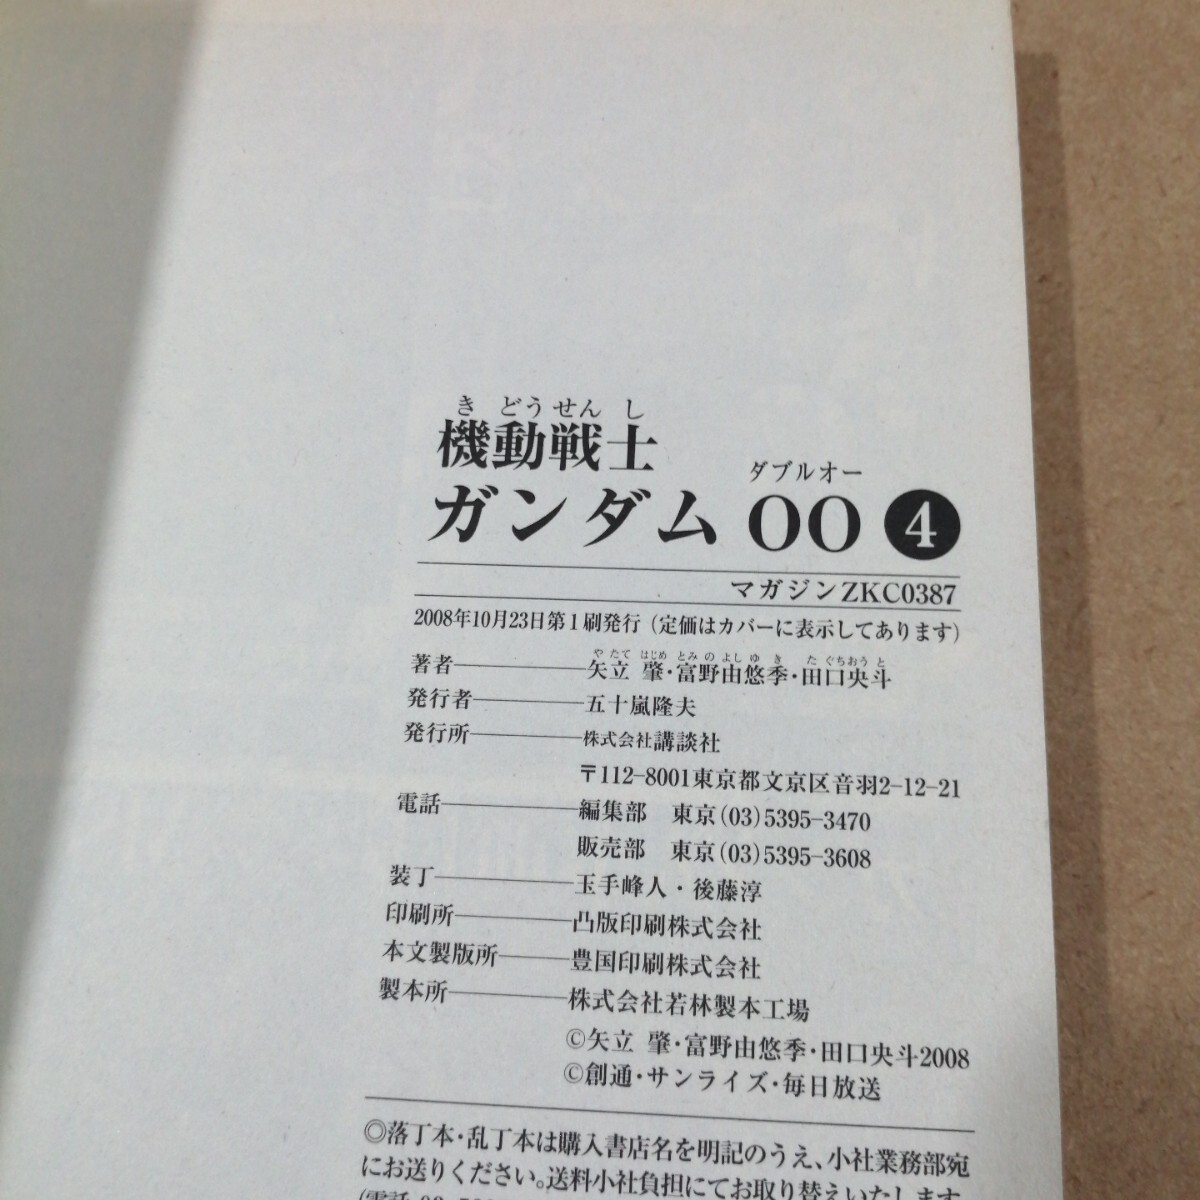 きどうせんし
機動戦士
ダブルオー
ガンダム OO 4
マガジンZKC0387
2008年10月23日第1刷発行（定価はカバーに表示してあります）
やたて はじめ とみのよしゆき たぐちおうと
著者――矢立 肇・富野由悠季・田口央斗
発行者――五十嵐隆夫
発行所――株式会社講談社
〒112-8001東京都文京区音羽2-12-21
電話――編集部 東京(03)5395-3470
販売部 東京(03)5395-3608
装丁――玉手峰人・後藤淳
印刷所――凸版印刷株式会社
本文製版所――豊国印刷株式会社
製本所――株式会社若林製本工場
©矢立 肇・富野由悠季・田口央斗2008
©創通・サンライズ・毎日放送
◎落丁本・乱丁本は購入書店名を明記のうえ、小社業務部宛
にお送りください。送料小社負担にてお取り替えいたします